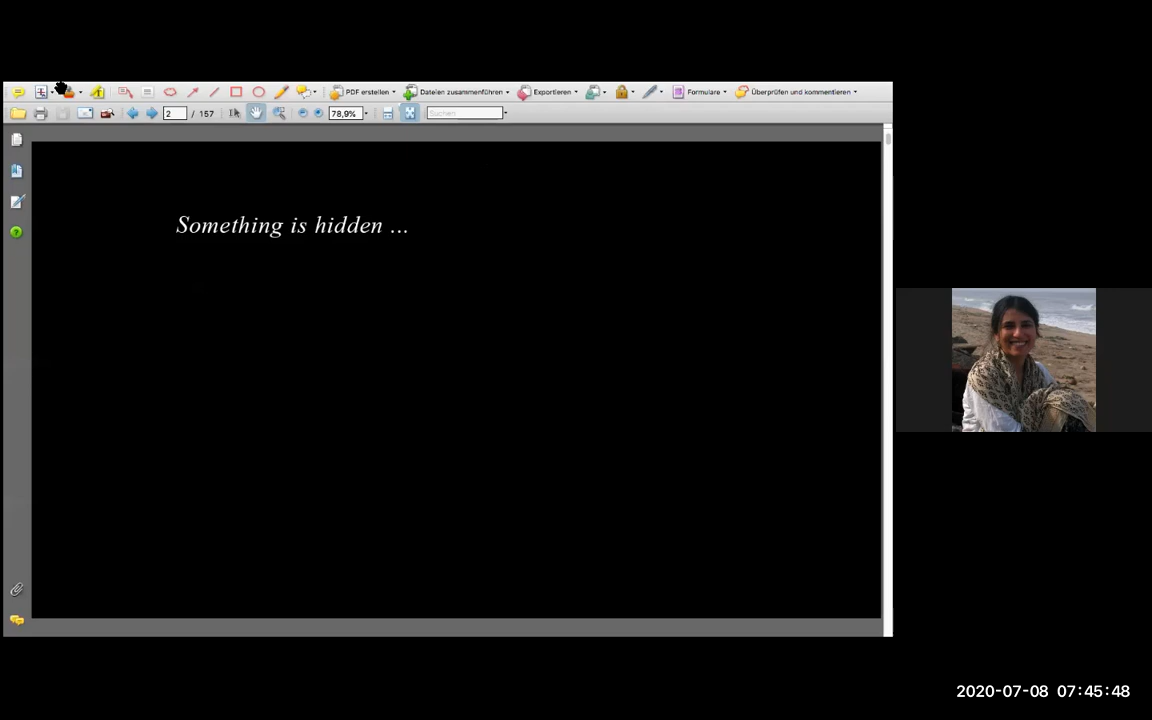 PDF erstellen Dateien zusammenführen Exportieren Formulare Überprüfen und kommentieren
2 / 157 78,9% Suchen
Something is hidden ...
2020-07-08 07:45:48